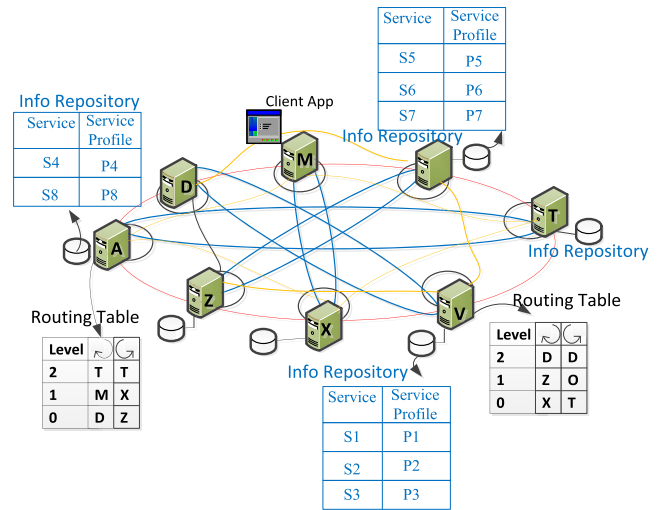 Service Service Profile
S5 P5
S6 P6
S7 P7
Info Repository
Client App
Info Repository
Service Service Profile
S4 P4
S8 P8
M
D
T
A
Info Repository
Z
X
V
Routing Table
Level
2 T T
1 M X
0 D Z
Routing Table
Level
2 D D
1 Z O
0 X T
Info Repository
Service Service Profile
S1 P1
S2 P2
S3 P3